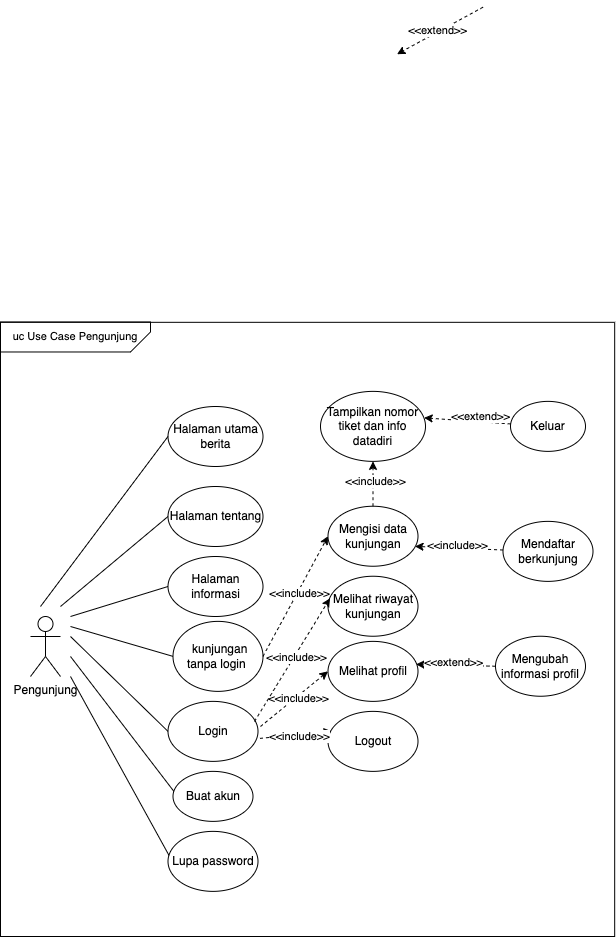 <<extend>>
uc Use Case Pengunjung
Halaman utama
berita
Tampilkan nomor
tiket dan info
datadiri
<<extend>>
Keluar
<<include>>
Halaman tentang
Mengisi data
kunjungan
<<include>>
Mendaftar
berkunjung
Halaman
informasi
<<include>>
Melihat riwayat
kunjungan
kunjungan
tanpa login
<<include>>
Melihat profil
<<extend>>
Mengubah
informasi profil
Pengunjung
<<include>>
Login
<<include>>
Logout
Buat akun
Lupa password